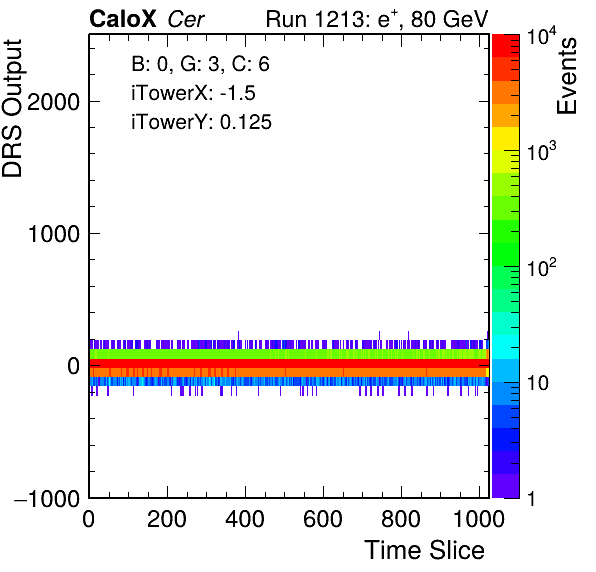 CaloX Cer Run 1213: e⁺, 80 GeV
B: 0, G: 3, C: 6
iTowerX: -1.5
iTowerY: 0.125
DRS Output
2000
1000
0
−1000
0 200 400 600 800 1000
Time Slice
Events
10⁴
10³
10²
10
1